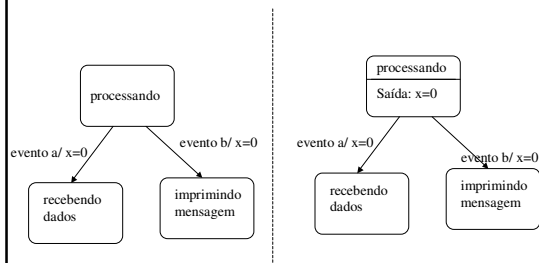 processando
evento a/ x=0
evento b/ x=0
recebendo
dados
imprimindo
mensagem
processando
Saída: x=0
evento a/ x=0
evento b/ x=0
recebendo
dados
imprimindo
mensagem